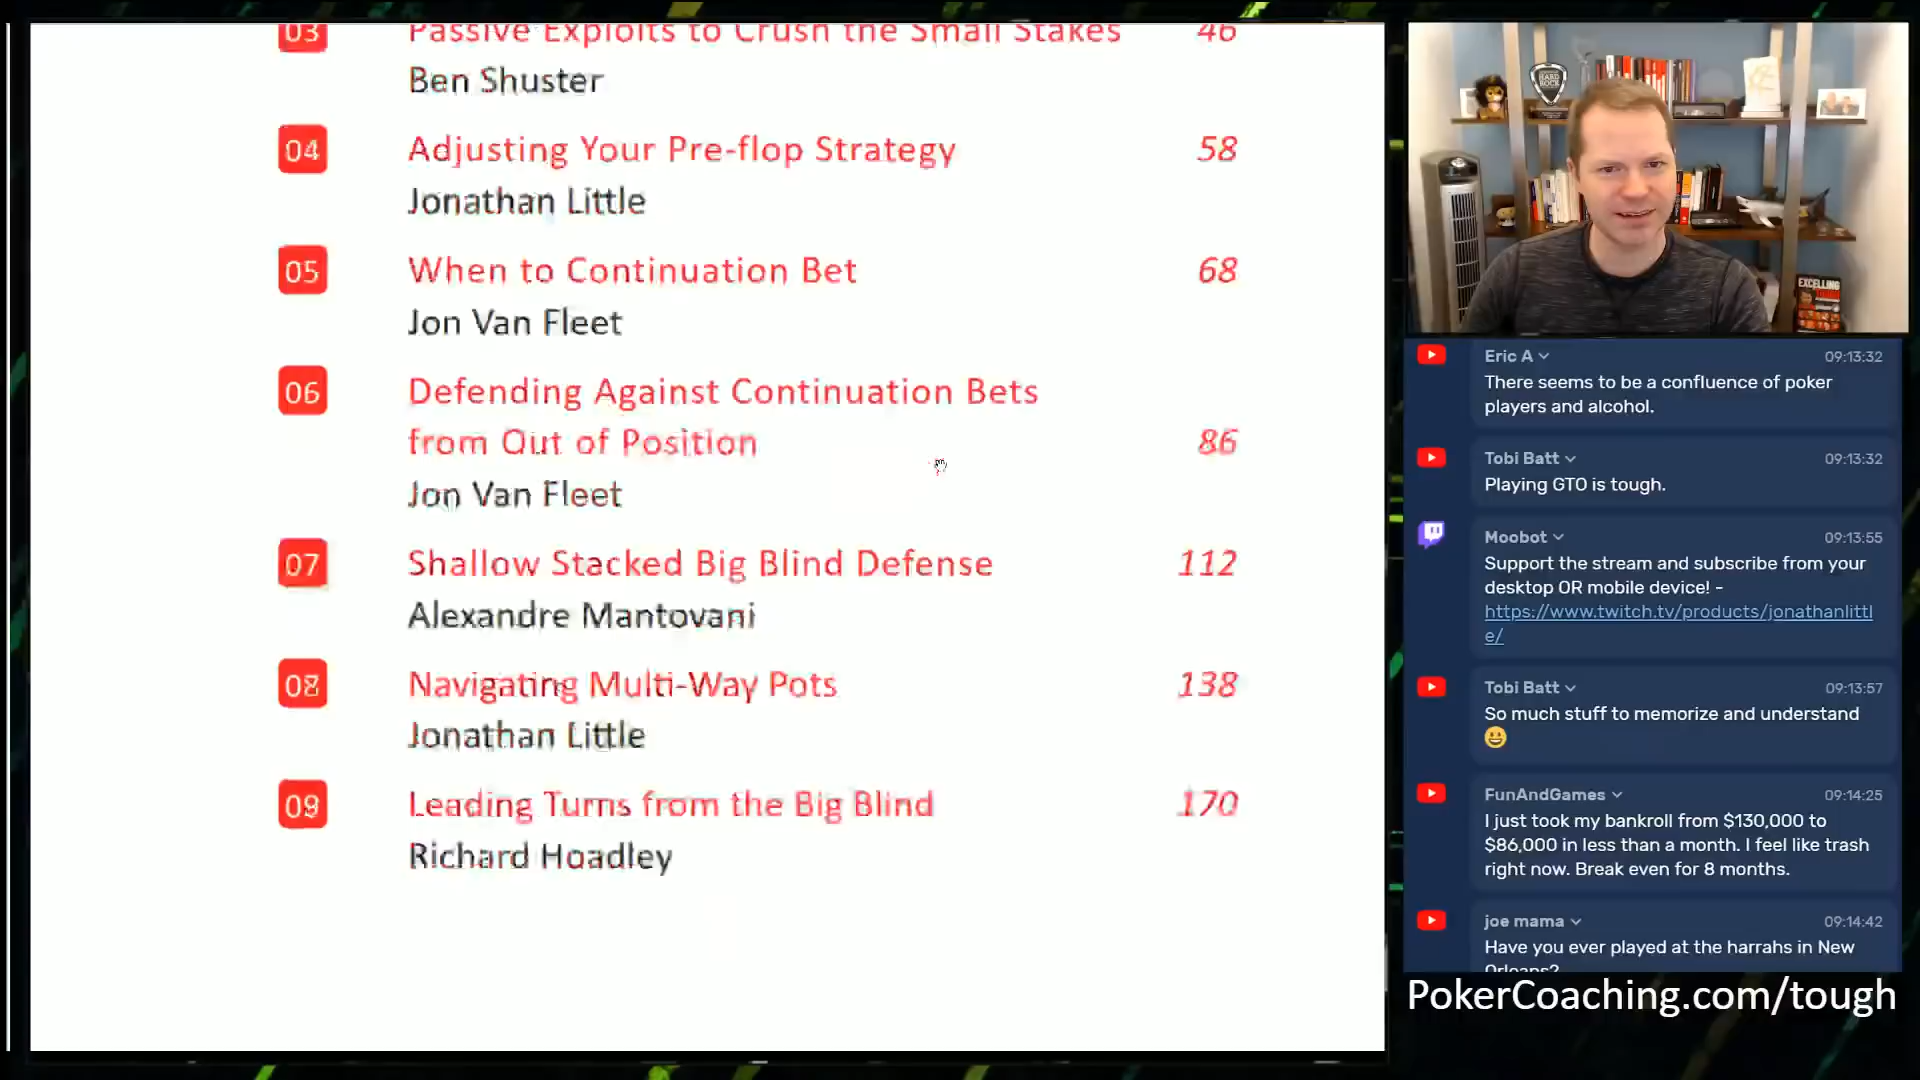 03 Passive Exploits to Crush the Small Stakes 46
Ben Shuster
04 Adjusting Your Pre-flop Strategy 58
Jonathan Little
05 When to Continuation Bet 68
Jon Van Fleet
06 Defending Against Continuation Bets
from Out of Position 86
Jon Van Fleet
07 Shallow Stacked Big Blind Defense 112
Alexandre Mantovani
08 Navigating Multi-Way Pots 138
Jonathan Little
09 Leading Turns from the Big Blind 170
Richard Hoadley
HARD
ROCK
EXCELLING
Eric A 09:13:32
There seems to be a confluence of poker
players and alcohol.
Tobi Batt 09:13:32
Playing GTO is tough.
Moobot 09:13:55
Support the stream and subscribe from your
desktop OR mobile device! -
https://www.twitch.tv/products/jonathanlittl
e/
Tobi Batt 09:13:57
So much stuff to memorize and understand
😀
FunAndGames 09:14:25
I just took my bankroll from $130,000 to
$86,000 in less than a month. I feel like trash
right now. Break even for 8 months.
joe mama 09:14:42
Have you ever played at the harrahs in New
Orleans?
PokerCoaching.com/tough